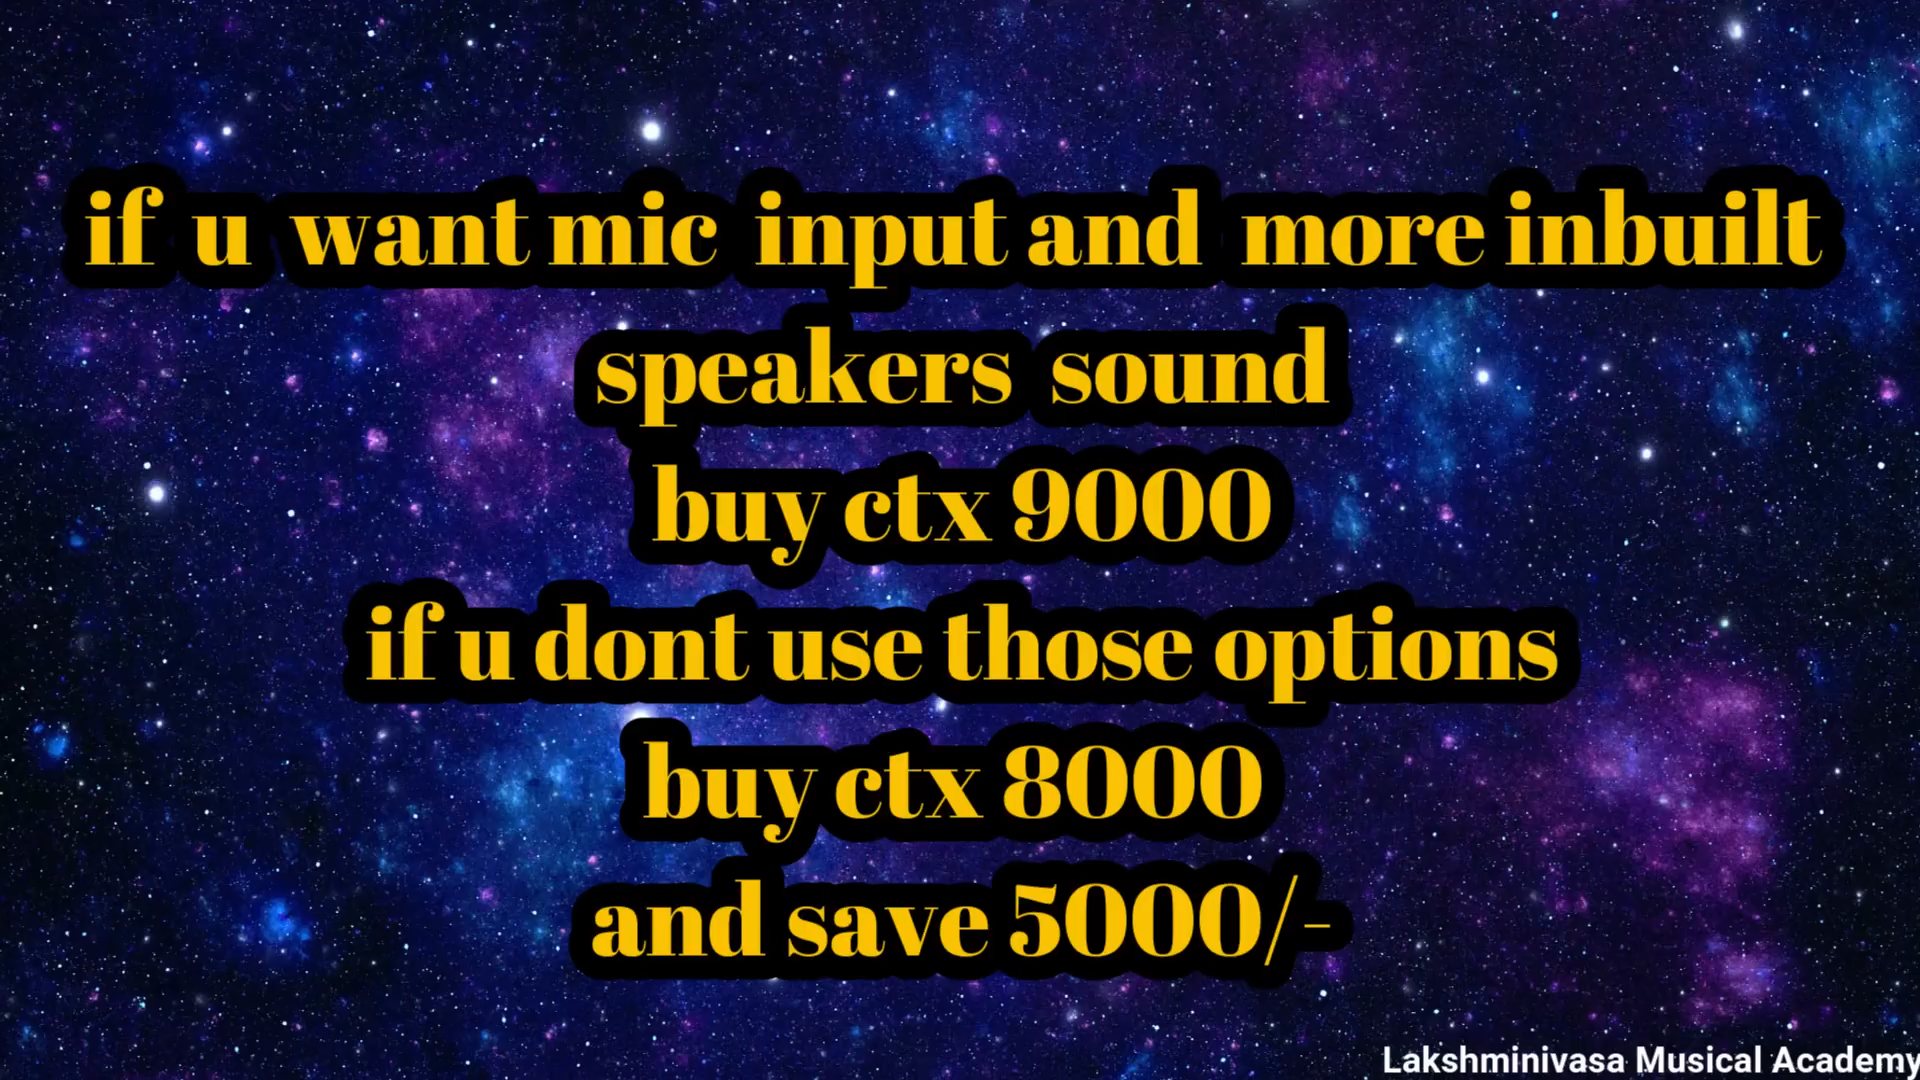 if u want mic input and more inbuilt
speakers sound
buy ctx 9000
if u dont use those options
buy ctx 8000
and save 5000/-
Lakshminivasa Musical Academy